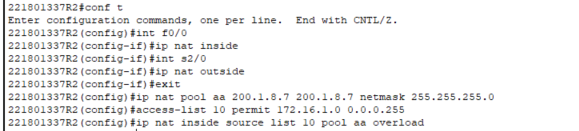 221801337R2#conf t
Enter configuration commands, one per line.  End with CNTL/Z.
221801337R2(config)#int f0/0
221801337R2(config-if)#ip nat inside
221801337R2(config-if)#int s2/0
221801337R2(config-if)#ip nat outside
221801337R2(config-if)#exit
221801337R2(config)#ip nat pool aa 200.1.8.7 200.1.8.7 netmask 255.255.255.0
221801337R2(config)#access-list 10 permit 172.16.1.0 0.0.0.255
221801337R2(config)#ip nat inside source list 10 pool aa overload